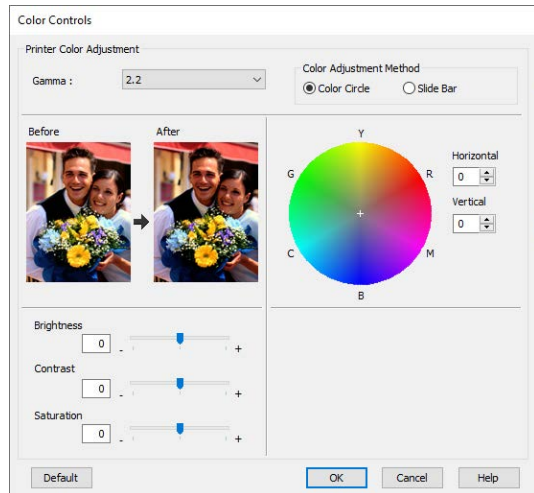 Color Controls
Printer Color Adjustment
Gamma :
2.2
Color Adjustment Method
Color Circle
Slide Bar
Before
After
Y
G
R
C
M
B
Horizontal
0
Vertical
0
Brightness
0
-
+
Contrast
0
-
+
Saturation
0
-
+
Default
OK
Cancel
Help